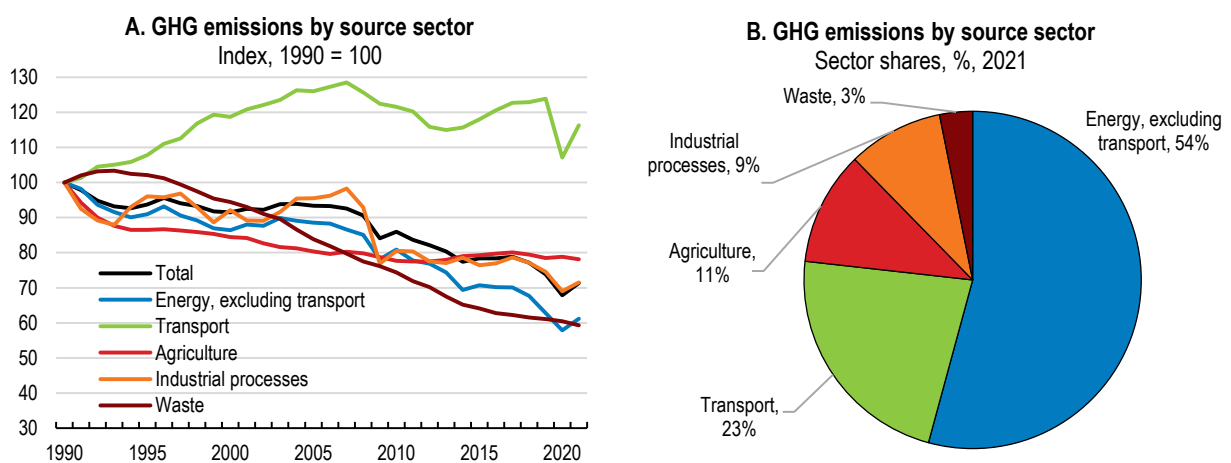 A. GHG emissions by source sector
Index, 1990 = 100
130
120
110
100
90
80
70
60
50
40
30
Total
Energy, excluding transport
Transport
Agriculture
Industrial processes
Waste
1990
1995
2000
2005
2010
2015
2020
B. GHG emissions by source sector
Sector shares, %, 2021
Waste, 3%
Energy, excluding
transport, 54%
Industrial
processes, 9%
Agriculture,
11%
Transport,
23%